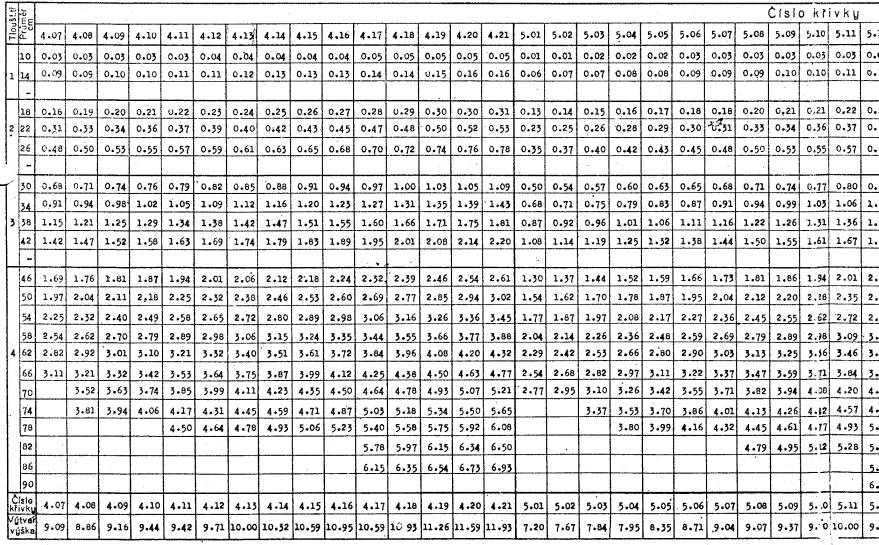 Číslo křivky
Tloušťk. Průměr cm 4.07 4.08 4.09 4.10 4.11 4.12 4.13 4.14 4.15 4.16 4.17 4.18 4.19 4.20 4.21 5.01 5.02 5.03 5.04 5.05 5.06 5.07 5.08 5.09 5.10 5.11
10 0.03 0.03 0.03 0.03 0.03 0.04 0.04 0.04 0.04 0.04 0.05 0.05 0.05 0.05 0.05 0.01 0.01 0.02 0.02 0.02 0.03 0.03 0.03 0.03 0.03 0.03
1 14 0.09 0.09 0.10 0.10 0.11 0.11 0.12 0.13 0.13 0.13 0.14 0.14 0.15 0.16 0.16 0.06 0.07 0.07 0.08 0.08 0.09 0.09 0.09 0.10 0.10 0.11
-
18 0.16 0.19 0.20 0.21 0.22 0.23 0.24 0.25 0.26 0.27 0.28 0.29 0.30 0.30 0.31 0.13 0.14 0.15 0.16 0.17 0.18 0.18 0.20 0.21 0.21 0.22
2 22 0.31 0.33 0.34 0.36 0.37 0.39 0.40 0.42 0.43 0.45 0.47 0.48 0.50 0.52 0.53 0.23 0.25 0.26 0.28 0.29 0.30 0.31 0.33 0.34 0.36 0.37
26 0.48 0.50 0.53 0.55 0.57 0.59 0.61 0.63 0.65 0.68 0.70 0.72 0.74 0.76 0.78 0.35 0.37 0.40 0.42 0.43 0.45 0.48 0.50 0.53 0.55 0.57
-
30 0.68 0.71 0.74 0.76 0.79 0.82 0.85 0.88 0.91 0.94 0.97 1.00 1.03 1.05 1.09 0.50 0.54 0.57 0.60 0.63 0.65 0.68 0.71 0.74 0.77 0.80
34 0.91 0.94 0.98 1.02 1.05 1.09 1.12 1.16 1.20 1.23 1.27 1.31 1.35 1.39 1.43 0.68 0.71 0.75 0.79 0.83 0.87 0.91 0.94 0.99 1.03 1.06
3 38 1.15 1.21 1.25 1.29 1.34 1.38 1.42 1.47 1.51 1.55 1.60 1.66 1.71 1.75 1.81 0.87 0.92 0.96 1.01 1.06 1.11 1.16 1.22 1.26 1.31 1.36
42 1.42 1.47 1.52 1.58 1.63 1.69 1.74 1.79 1.83 1.89 1.95 2.01 2.08 2.14 2.20 1.08 1.14 1.19 1.25 1.32 1.38 1.44 1.50 1.55 1.61 1.67
-
46 1.69 1.76 1.81 1.87 1.94 2.01 2.06 2.12 2.18 2.24 2.32 2.39 2.46 2.54 2.61 1.30 1.37 1.44 1.52 1.59 1.66 1.73 1.81 1.86 1.94 2.01
50 1.97 2.04 2.11 2.18 2.25 2.32 2.38 2.46 2.53 2.60 2.69 2.77 2.85 2.94 3.02 1.54 1.62 1.70 1.78 1.87 1.95 2.04 2.12 2.20 2.28 2.35
54 2.25 2.32 2.40 2.49 2.58 2.65 2.72 2.80 2.89 2.98 3.06 3.16 3.26 3.36 3.45 1.77 1.87 1.97 2.08 2.17 2.27 2.36 2.45 2.55 2.62 2.72
58 2.54 2.62 2.70 2.79 2.89 2.98 3.06 3.15 3.24 3.35 3.44 3.55 3.66 3.77 3.88 2.04 2.14 2.26 2.36 2.48 2.59 2.69 2.79 2.89 2.98 3.09
4 62 2.82 2.92 3.01 3.10 3.21 3.32 3.40 3.51 3.61 3.72 3.84 3.96 4.08 4.20 4.32 2.29 2.42 2.53 2.66 2.80 2.90 3.03 3.13 3.25 3.36 3.46
66 3.11 3.21 3.32 3.42 3.53 3.64 3.75 3.87 3.99 4.12 4.25 4.38 4.50 4.63 4.77 2.54 2.68 2.82 2.97 3.11 3.22 3.37 3.47 3.59 3.71 3.84
70 3.52 3.63 3.74 3.85 3.99 4.11 4.23 4.35 4.50 4.64 4.78 4.93 5.07 5.21 2.77 2.95 3.10 3.26 3.42 3.55 3.71 3.82 3.94 4.08 4.20
74 3.81 3.94 4.06 4.17 4.31 4.45 4.59 4.71 4.87 5.03 5.18 5.34 5.50 5.65 3.37 3.53 3.70 3.86 4.01 4.13 4.26 4.42 4.57
78 4.50 4.64 4.78 4.93 5.06 5.23 5.40 5.58 5.75 5.92 6.08 3.80 3.99 4.16 4.32 4.45 4.61 4.77 4.93
82 5.78 5.97 6.15 6.34 6.50 4.79 4.95 5.12 5.28
86 6.15 6.35 6.54 6.73 6.93
90
Číslo křivky 4.07 4.08 4.09 4.10 4.11 4.12 4.13 4.14 4.15 4.16 4.17 4.18 4.19 4.20 4.21 5.01 5.02 5.03 5.04 5.05 5.06 5.07 5.08 5.09 5.11
Výtvar. výška 9.09 8.86 9.16 9.44 9.42 9.71 10.00 10.32 10.59 10.95 10.59 10.93 11.26 11.59 11.93 7.20 7.67 7.84 7.95 8.35 8.71 9.04 9.07 9.37 10.00